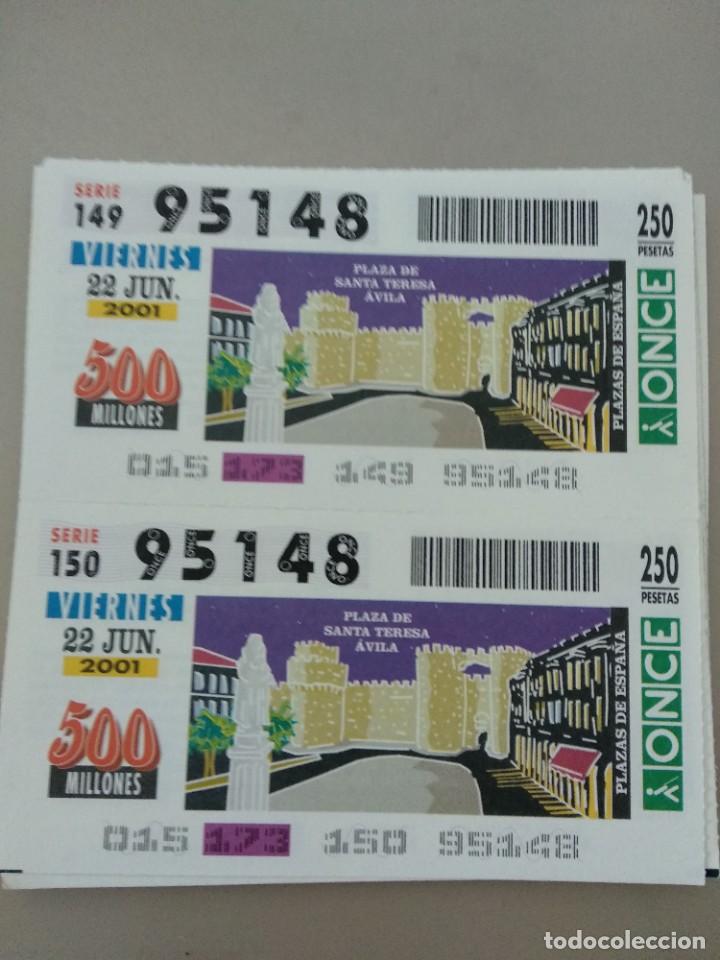 SERIE
149 95148
250
PESETAS
VIERNES
22 JUN.
2001
500
MILLONES
PLAZA DE
SANTA TERESA
ÁVILA
PLAZAS DE ESPAÑA
ONCE
015 173 149 95148
SERIE
150 95148
250
PESETAS
VIERNES
22 JUN.
2001
500
MILLONES
PLAZA DE
SANTA TERESA
ÁVILA
PLAZAS DE ESPAÑA
ONCE
015 173 150 95148
todocoleccion